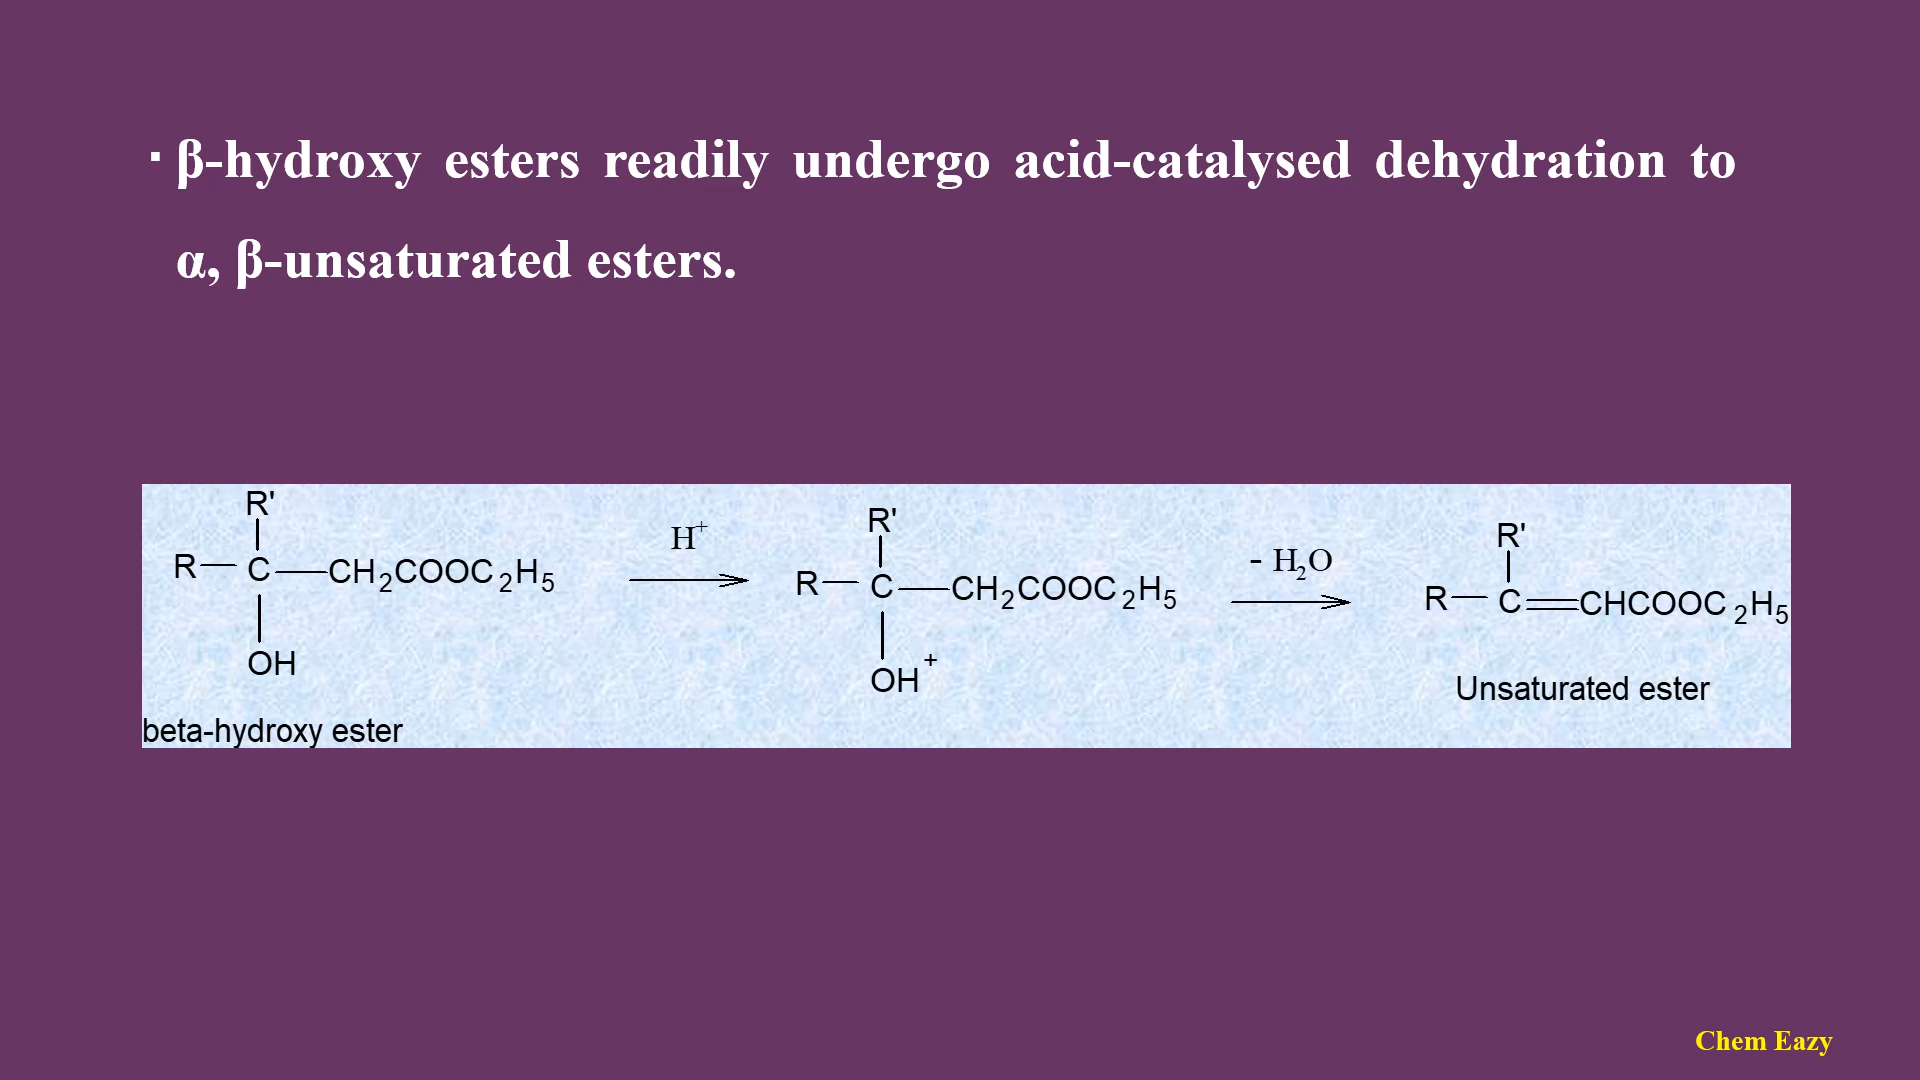 ▪ β-hydroxy esters readily undergo acid-catalysed dehydration to
α, β-unsaturated esters.
R'
R—C—CH₂COOC₂H₅
OH
beta-hydroxy ester
H⁺
R'
R—C—CH₂COOC₂H₅
OH⁺
- H₂O
R'
R—C=CHCOOC₂H₅
Unsaturated ester
Chem Eazy